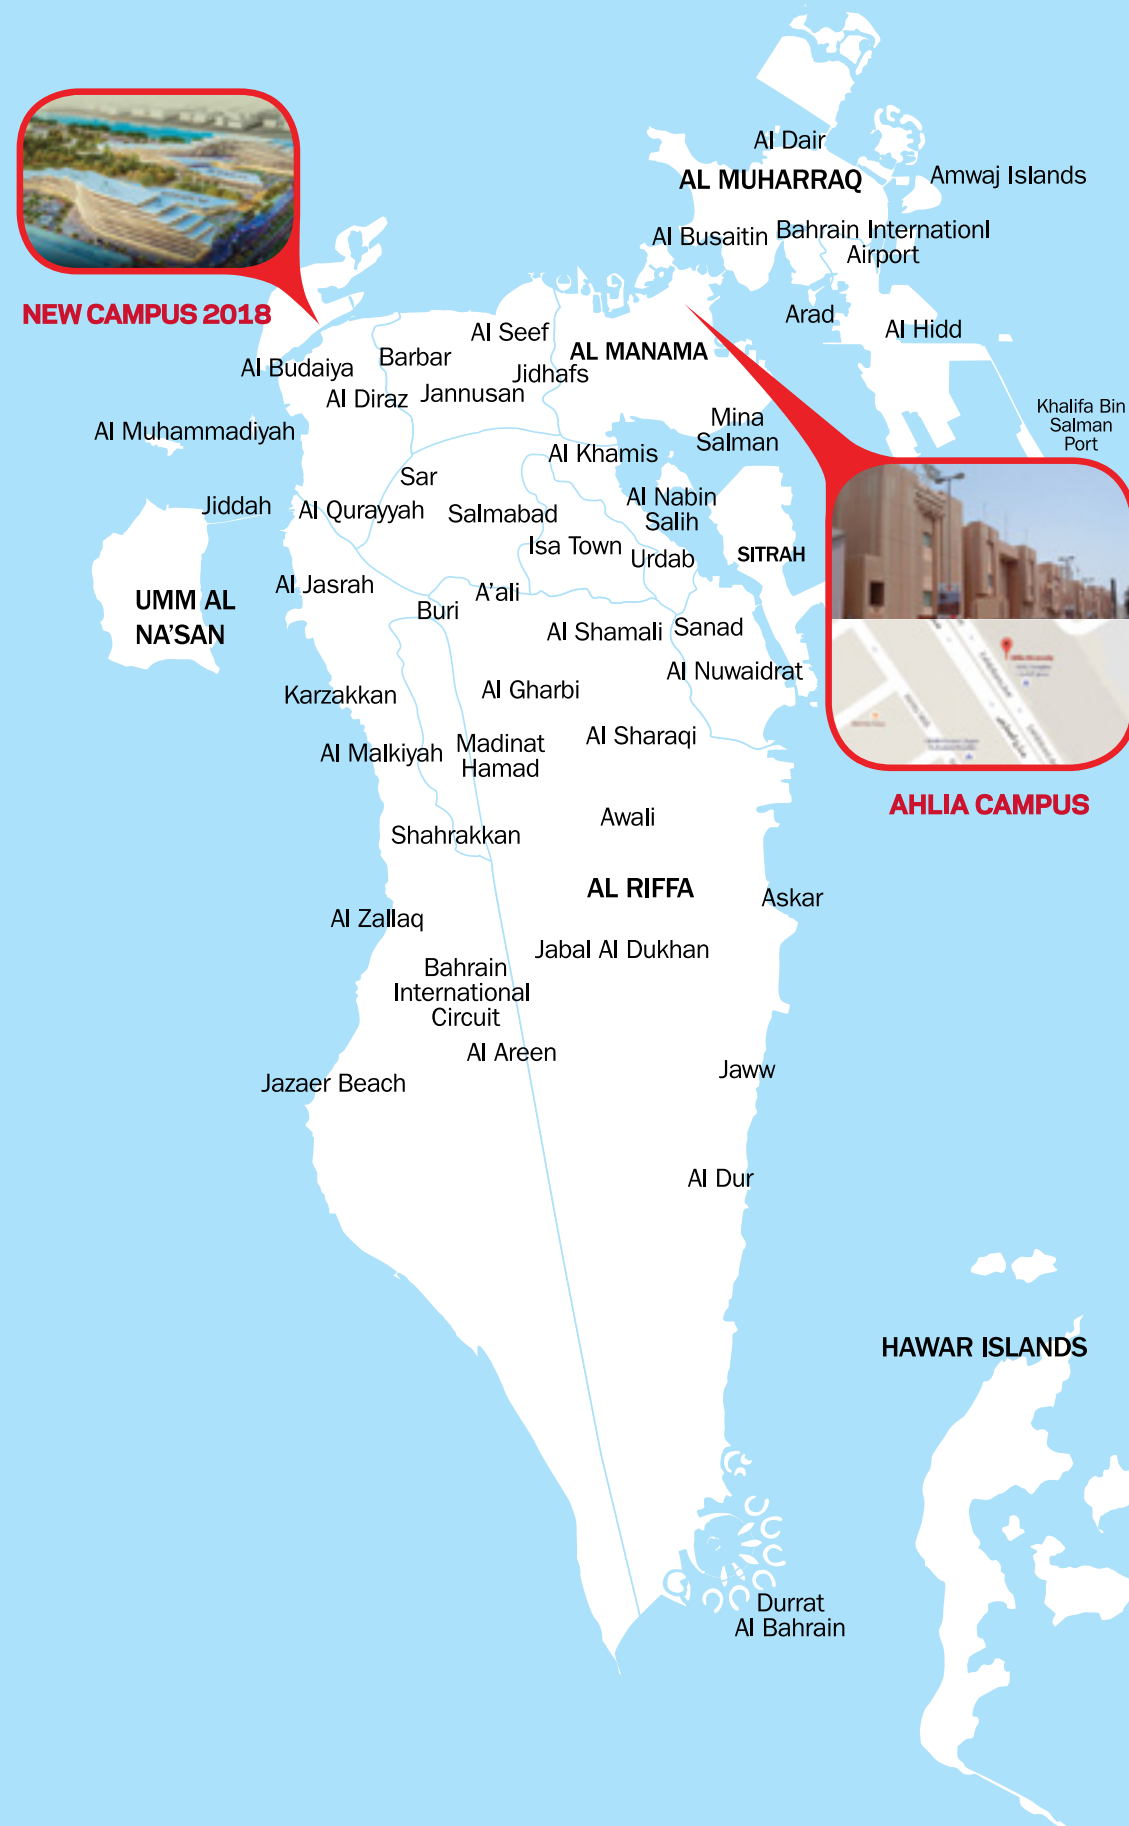 Al Dair
AL MUHARRAQ
Amwaj Islands
Al Busaitin
Bahrain Internationl
Airport
NEW CAMPUS 2018
Arad
Al Hidd
Al Seef
AL MANAMA
Barbar
Al Budaiya
Jidhafs
Jannusan
Al Diraz
Khalifa Bin
Salman
Port
Mina
Salman
Al Muhammadiyah
Al Khamis
Sar
Al Nabin
Salih
Jiddah
Al Qurayyah
Salmabad
Isa Town
Urdab
SITRAH
Al Jasrah
A'ali
UMM AL
NA'SAN
Buri
Al Shamali
Sanad
Al Nuwaidrat
Karzakkan
Al Gharbi
Al Sharaqi
Al Malkiyah
Madinat
Hamad
AHLIA CAMPUS
Awali
Shahrakkan
AL RIFFA
Askar
Al Zallaq
Jabal Al Dukhan
Bahrain
International
Circuit
Al Areen
Jaww
Jazaer Beach
Al Dur
HAWAR ISLANDS
Durrat
Al Bahrain